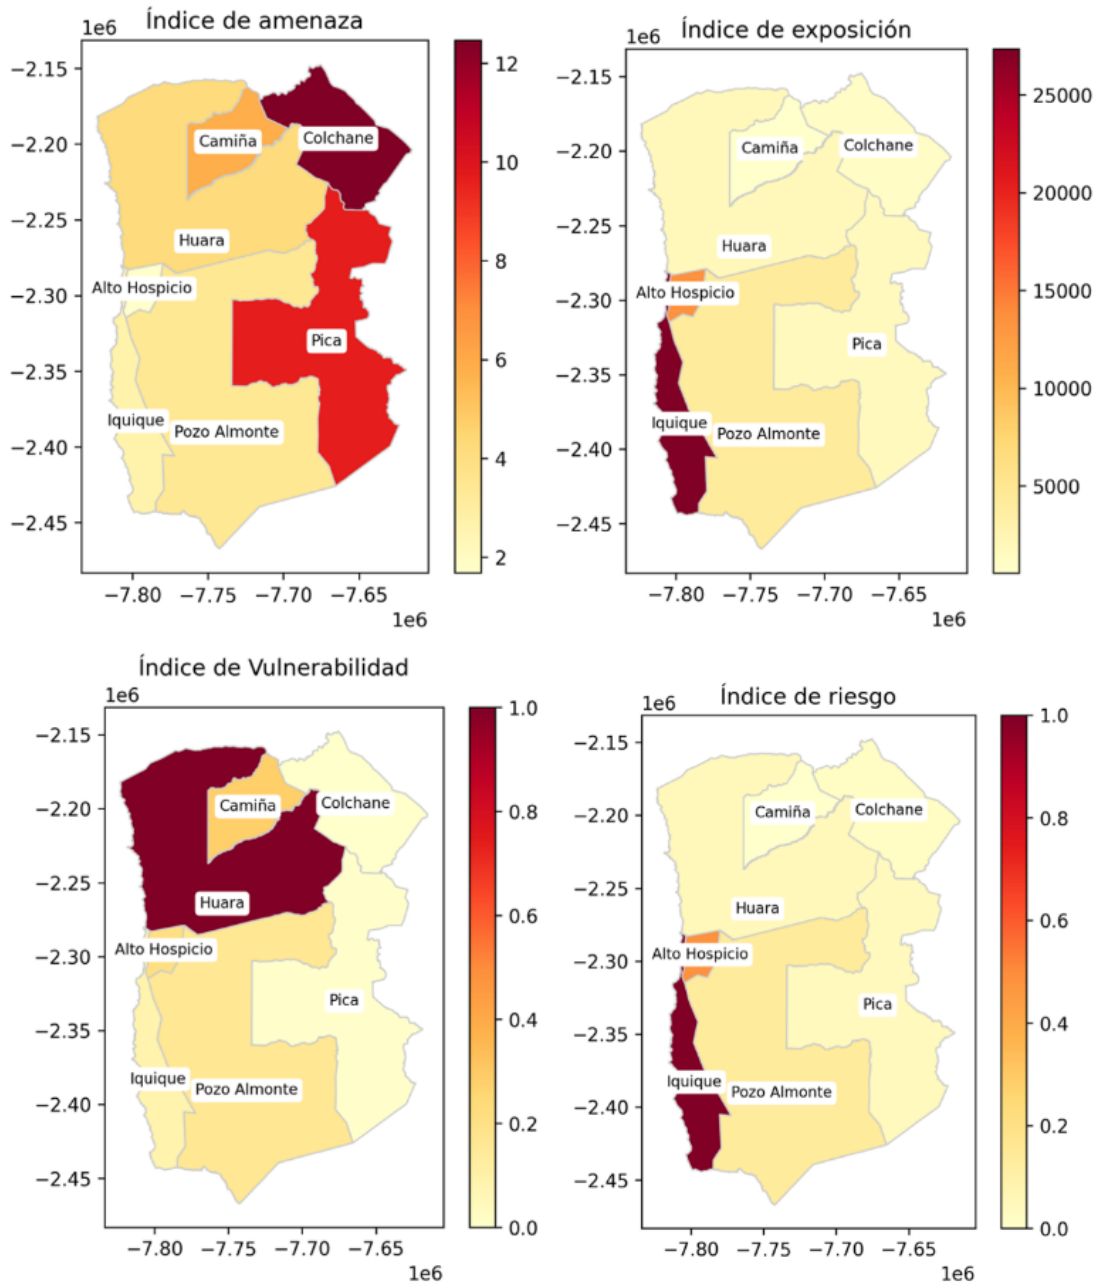 Índice de amenaza
1e6
−2.15
−2.20
−2.25
−2.30
−2.35
−2.40
−2.45
Camiña
Colchane
Huara
Alto Hospicio
Pica
Iquique
Pozo Almonte
−7.80 −7.75 −7.70 −7.65
1e6
12
10
8
6
4
2
Índice de exposición
1e6
−2.15
−2.20
−2.25
−2.30
−2.35
−2.40
−2.45
Camiña
Colchane
Huara
Alto Hospicio
Pica
Iquique
Pozo Almonte
−7.80 −7.75 −7.70 −7.65
1e6
25000
20000
15000
10000
5000
Índice de Vulnerabilidad
1e6
−2.15
−2.20
−2.25
−2.30
−2.35
−2.40
−2.45
Camiña
Colchane
Huara
Alto Hospicio
Pica
Iquique
Pozo Almonte
−7.80 −7.75 −7.70 −7.65
1e6
1.0
0.8
0.6
0.4
0.2
0.0
Índice de riesgo
1e6
−2.15
−2.20
−2.25
−2.30
−2.35
−2.40
−2.45
Camiña
Colchane
Huara
Alto Hospicio
Pica
Iquique
Pozo Almonte
−7.80 −7.75 −7.70 −7.65
1e6
1.0
0.8
0.6
0.4
0.2
0.0